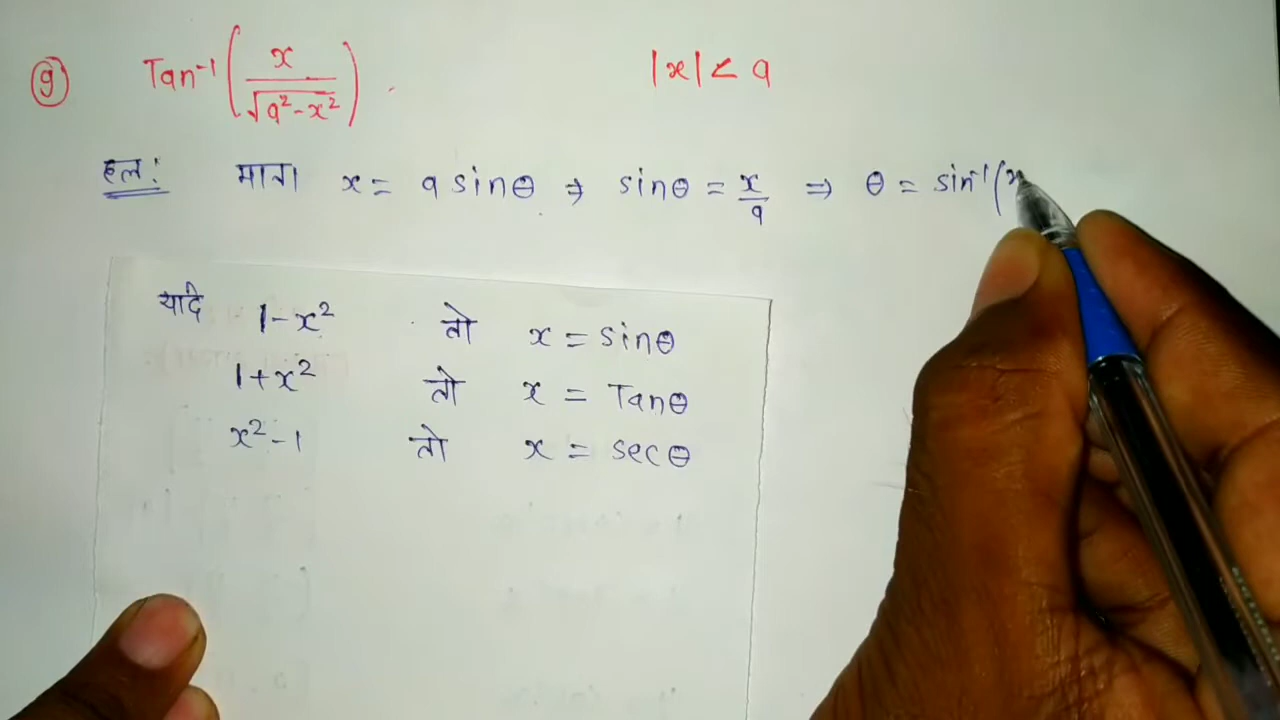 9 Tan⁻¹ (x / √a²-x²) . |x| < a
हल: माना x = a sinθ ⇒ sinθ = x/a ⇒ θ = sin⁻¹(x
यदि 1-x² तो x = sinθ
1+x² तो x = Tanθ
x²-1 तो x = secθ